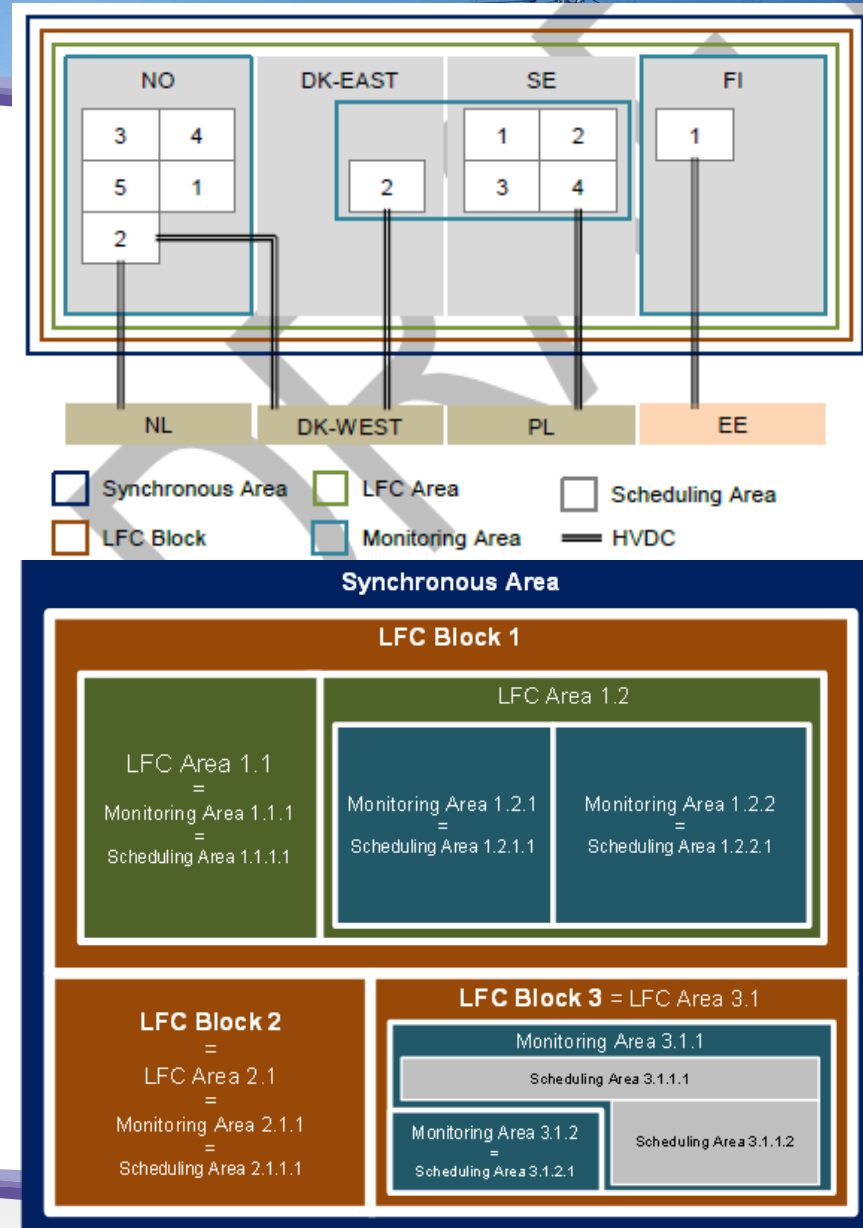 NO DK-EAST SE FI
3 4 1 2 1
5 1 2 3 4
2
NL DK-WEST PL EE
Synchronous Area LFC Area Scheduling Area
LFC Block Monitoring Area HVDC
Synchronous Area
LFC Block 1
LFC Area 1.2
LFC Area 1.1
=
Monitoring Area 1.1.1
=
Scheduling Area 1.1.1.1
Monitoring Area 1.2.1
=
Scheduling Area 1.2.1.1
Monitoring Area 1.2.2
=
Scheduling Area 1.2.2.1
LFC Block 2
=
LFC Area 2.1
=
Monitoring Area 2.1.1
=
Scheduling Area 2.1.1.1
LFC Block 3 = LFC Area 3.1
Monitoring Area 3.1.1
Scheduling Area 3.1.1.1
Monitoring Area 3.1.2
=
Scheduling Area 3.1.2.1
Scheduling Area 3.1.1.2